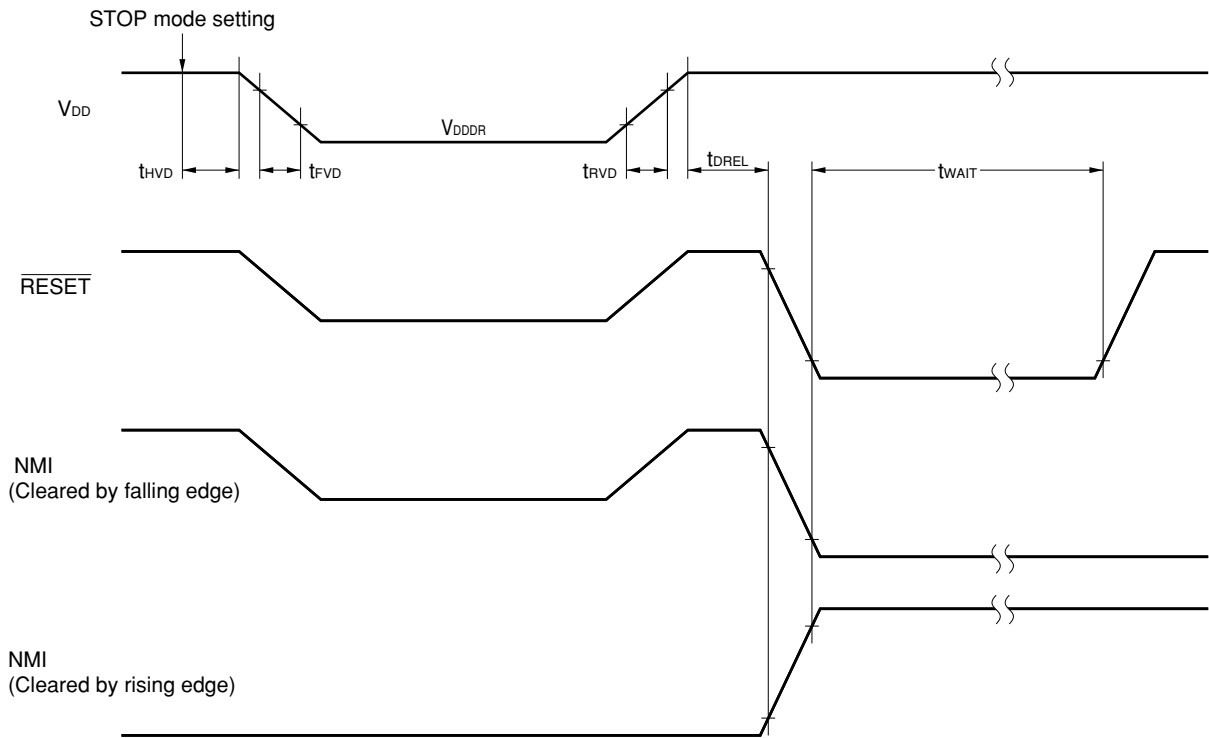 STOP mode setting
VDD
VDDDR
tHVD
tFVD
tRVD
tDREL
tWAIT
RESET
NMI
(Cleared by falling edge)
NMI
(Cleared by rising edge)